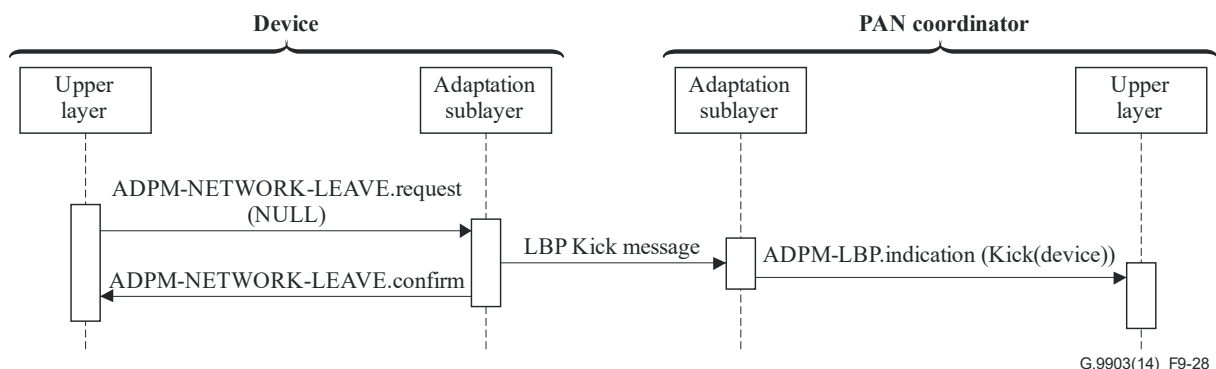 Device
PAN coordinator
Upper
layer
Adaptation
sublayer
Adaptation
sublayer
Upper
layer
ADPM-NETWORK-LEAVE.request
(NULL)
LBP Kick message
ADPM-LBP.indication (Kick(device))
ADPM-NETWORK-LEAVE.confirm
G.9903(14)_F9-28